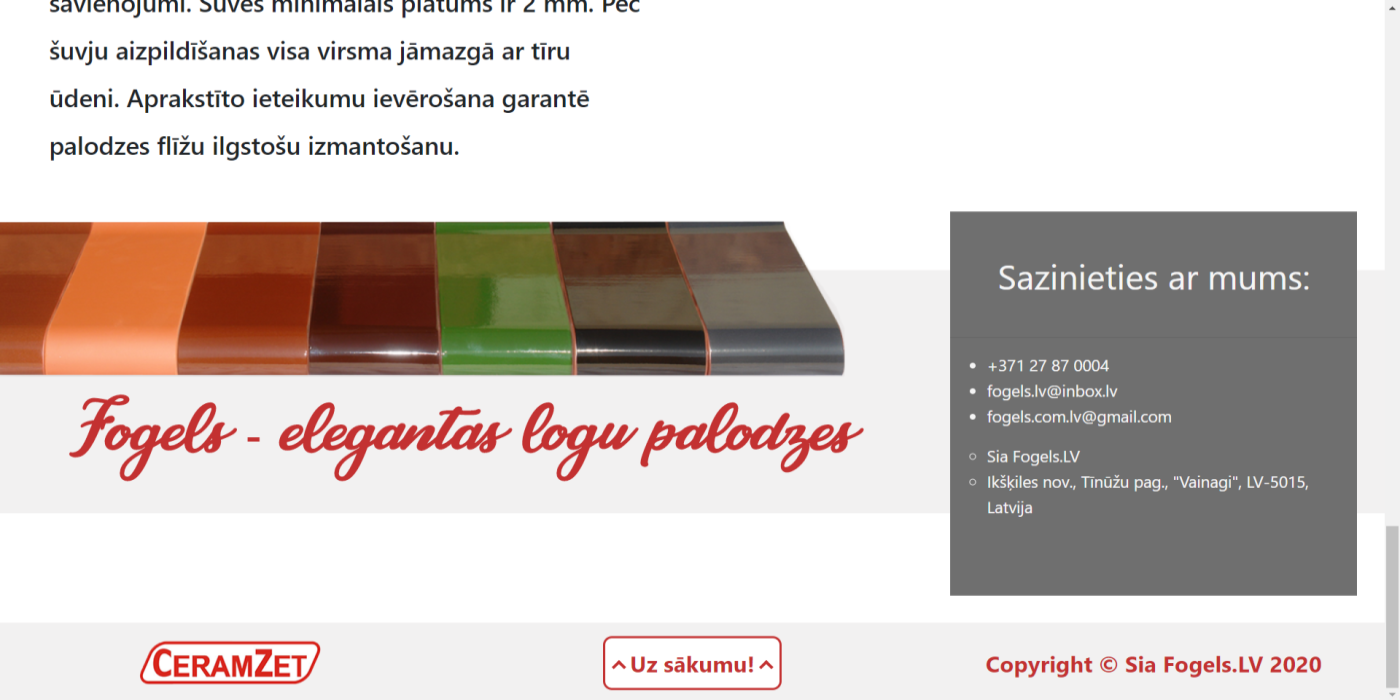 savienojumi. Šuves minimālais platums ir 2 mm. Pēc
šuvju aizpildīšanas visa virsma jāmazgā ar tīru
ūdeni. Aprakstīto ieteikumu ievērošana garantē
palodzes flīžu ilgstošu izmantošanu.
Fogels - elegantas logu palodzes
Sazinieties ar mums:
+371 27 87 0004
fogels.lv@inbox.lv
fogels.com.lv@gmail.com
Sia Fogels.LV
Ikšķiles nov., Tīnūžu pag., "Vainagi", LV-5015,
Latvija
CERAMZET
Uz sākumu!
Copyright © Sia Fogels.LV 2020